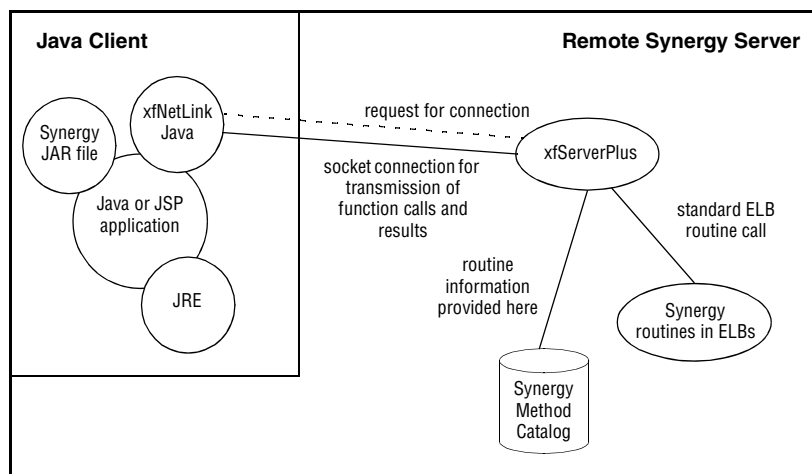 Java Client
Remote Synergy Server
xfNetLink
Java
Synergy
JAR file
Java or JSP
application
JRE
request for connection
socket connection for
transmission of
function calls and
results
xfServerPlus
routine
information
provided here
standard ELB
routine call
Synergy
routines in ELBs
Synergy
Method
Catalog